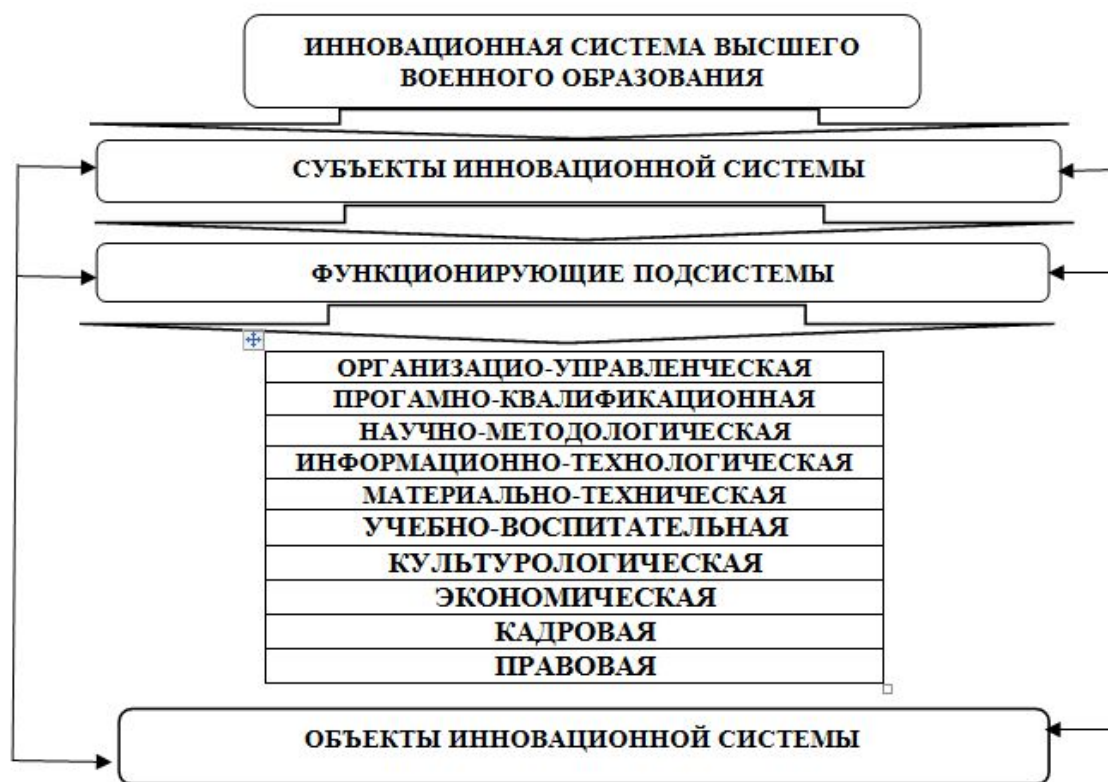 ИННОВАЦИОННАЯ СИСТЕМА ВЫСШЕГО
ВОЕННОГО ОБРАЗОВАНИЯ
СУБЪЕКТЫ ИННОВАЦИОННОЙ СИСТЕМЫ
ФУНКЦИОНИРУЮЩИЕ ПОДСИСТЕМЫ
ОРГАНИЗАЦИО-УПРАВЛЕНЧЕСКАЯ
ПРОГАМНО-КВАЛИФИКАЦИОННАЯ
НАУЧНО-МЕТОДОЛОГИЧЕСКАЯ
ИНФОРМАЦИОННО-ТЕХНОЛОГИЧЕСКАЯ
МАТЕРИАЛЬНО-ТЕХНИЧЕСКАЯ
УЧЕБНО-ВОСПИТАТЕЛЬНАЯ
КУЛЬТУРОЛОГИЧЕСКАЯ
ЭКОНОМИЧЕСКАЯ
КАДРОВАЯ
ПРАВОВАЯ
ОБЪЕКТЫ ИННОВАЦИОННОЙ СИСТЕМЫ